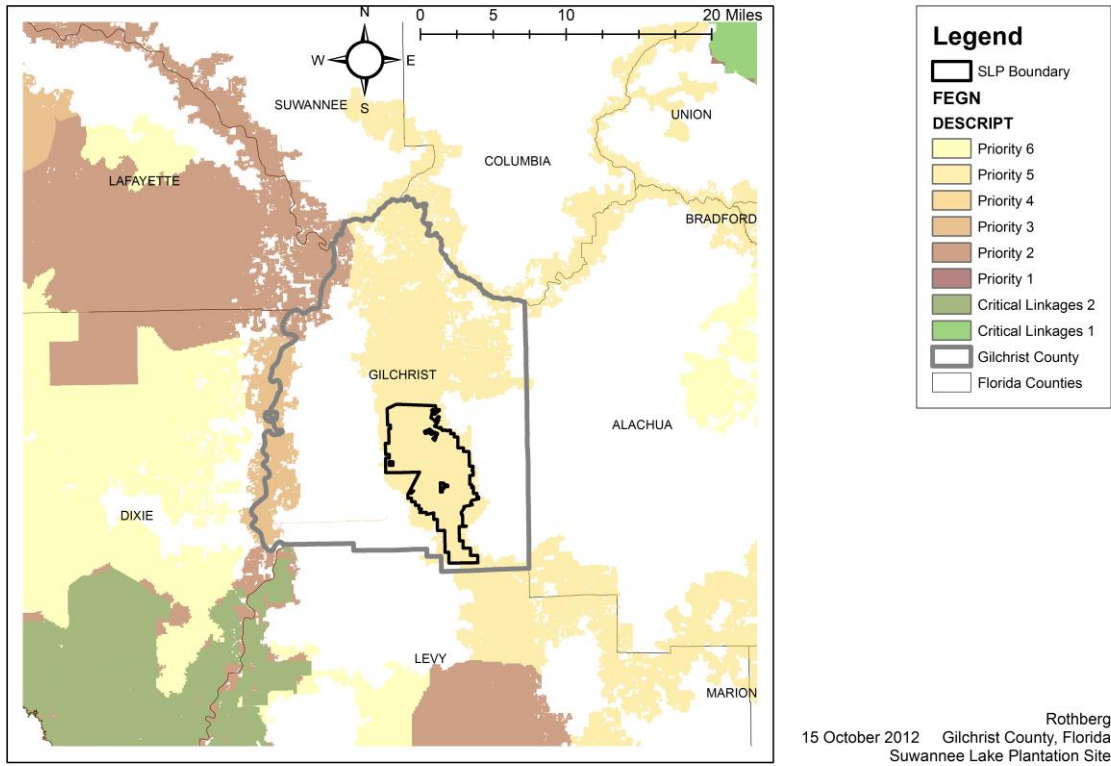 N
W E
S
0 5 10 20 Miles
SUWANNEE
UNION
COLUMBIA
LAFAYETTE
BRADFORD
GILCHRIST
ALACHUA
DIXIE
LEVY
MARION
Legend
SLP Boundary
FEGN
DESCRIPT
Priority 6
Priority 5
Priority 4
Priority 3
Priority 2
Priority 1
Critical Linkages 2
Critical Linkages 1
Gilchrist County
Florida Counties
Rothberg
15 October 2012 Gilchrist County, Florida
Suwannee Lake Plantation Site